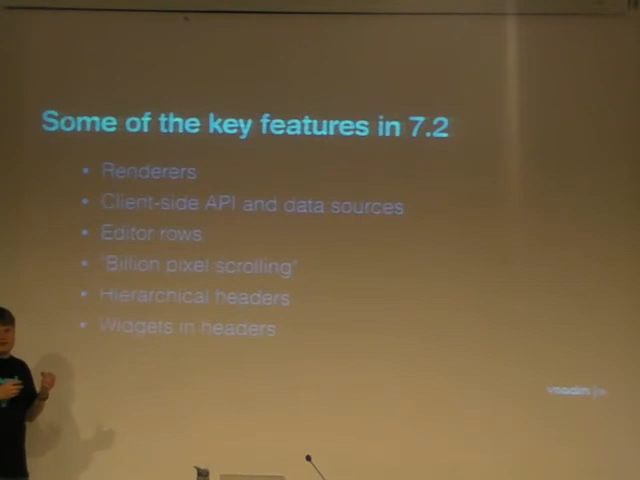 Some of the key features in 7.2
• Renderers
• Client-side API and data sources
• Editor rows
• "Billion pixel scrolling"
• Hierarchical headers
• Widgets in headers
vaadin }>